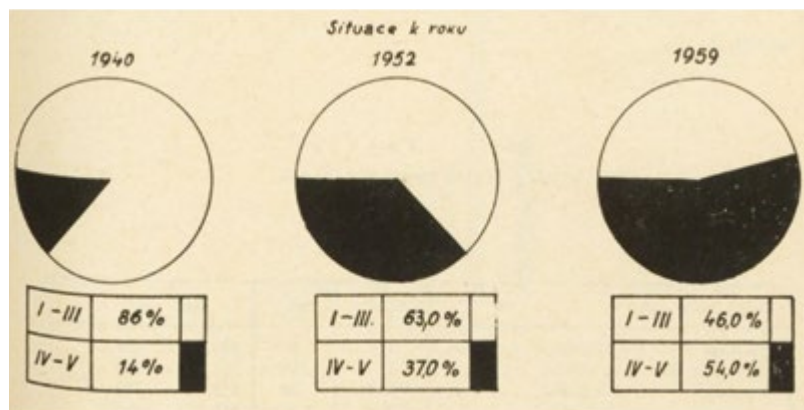 Situace k roku
1940 1952 1959
I-III 86% I-III. 63,0% I-III 46,0%
IV-V 14% IV-V 37,0% IV-V 54,0%